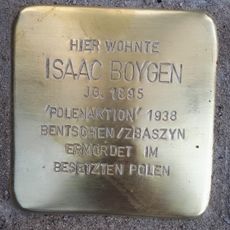 HIER WOHNTE
ISAAC BOYGEN
JG. 1895
'POLENAKTION' 1938
BENTSCHEN/ZBASZYN
ERMORDET IM
BESETZTEN POLEN